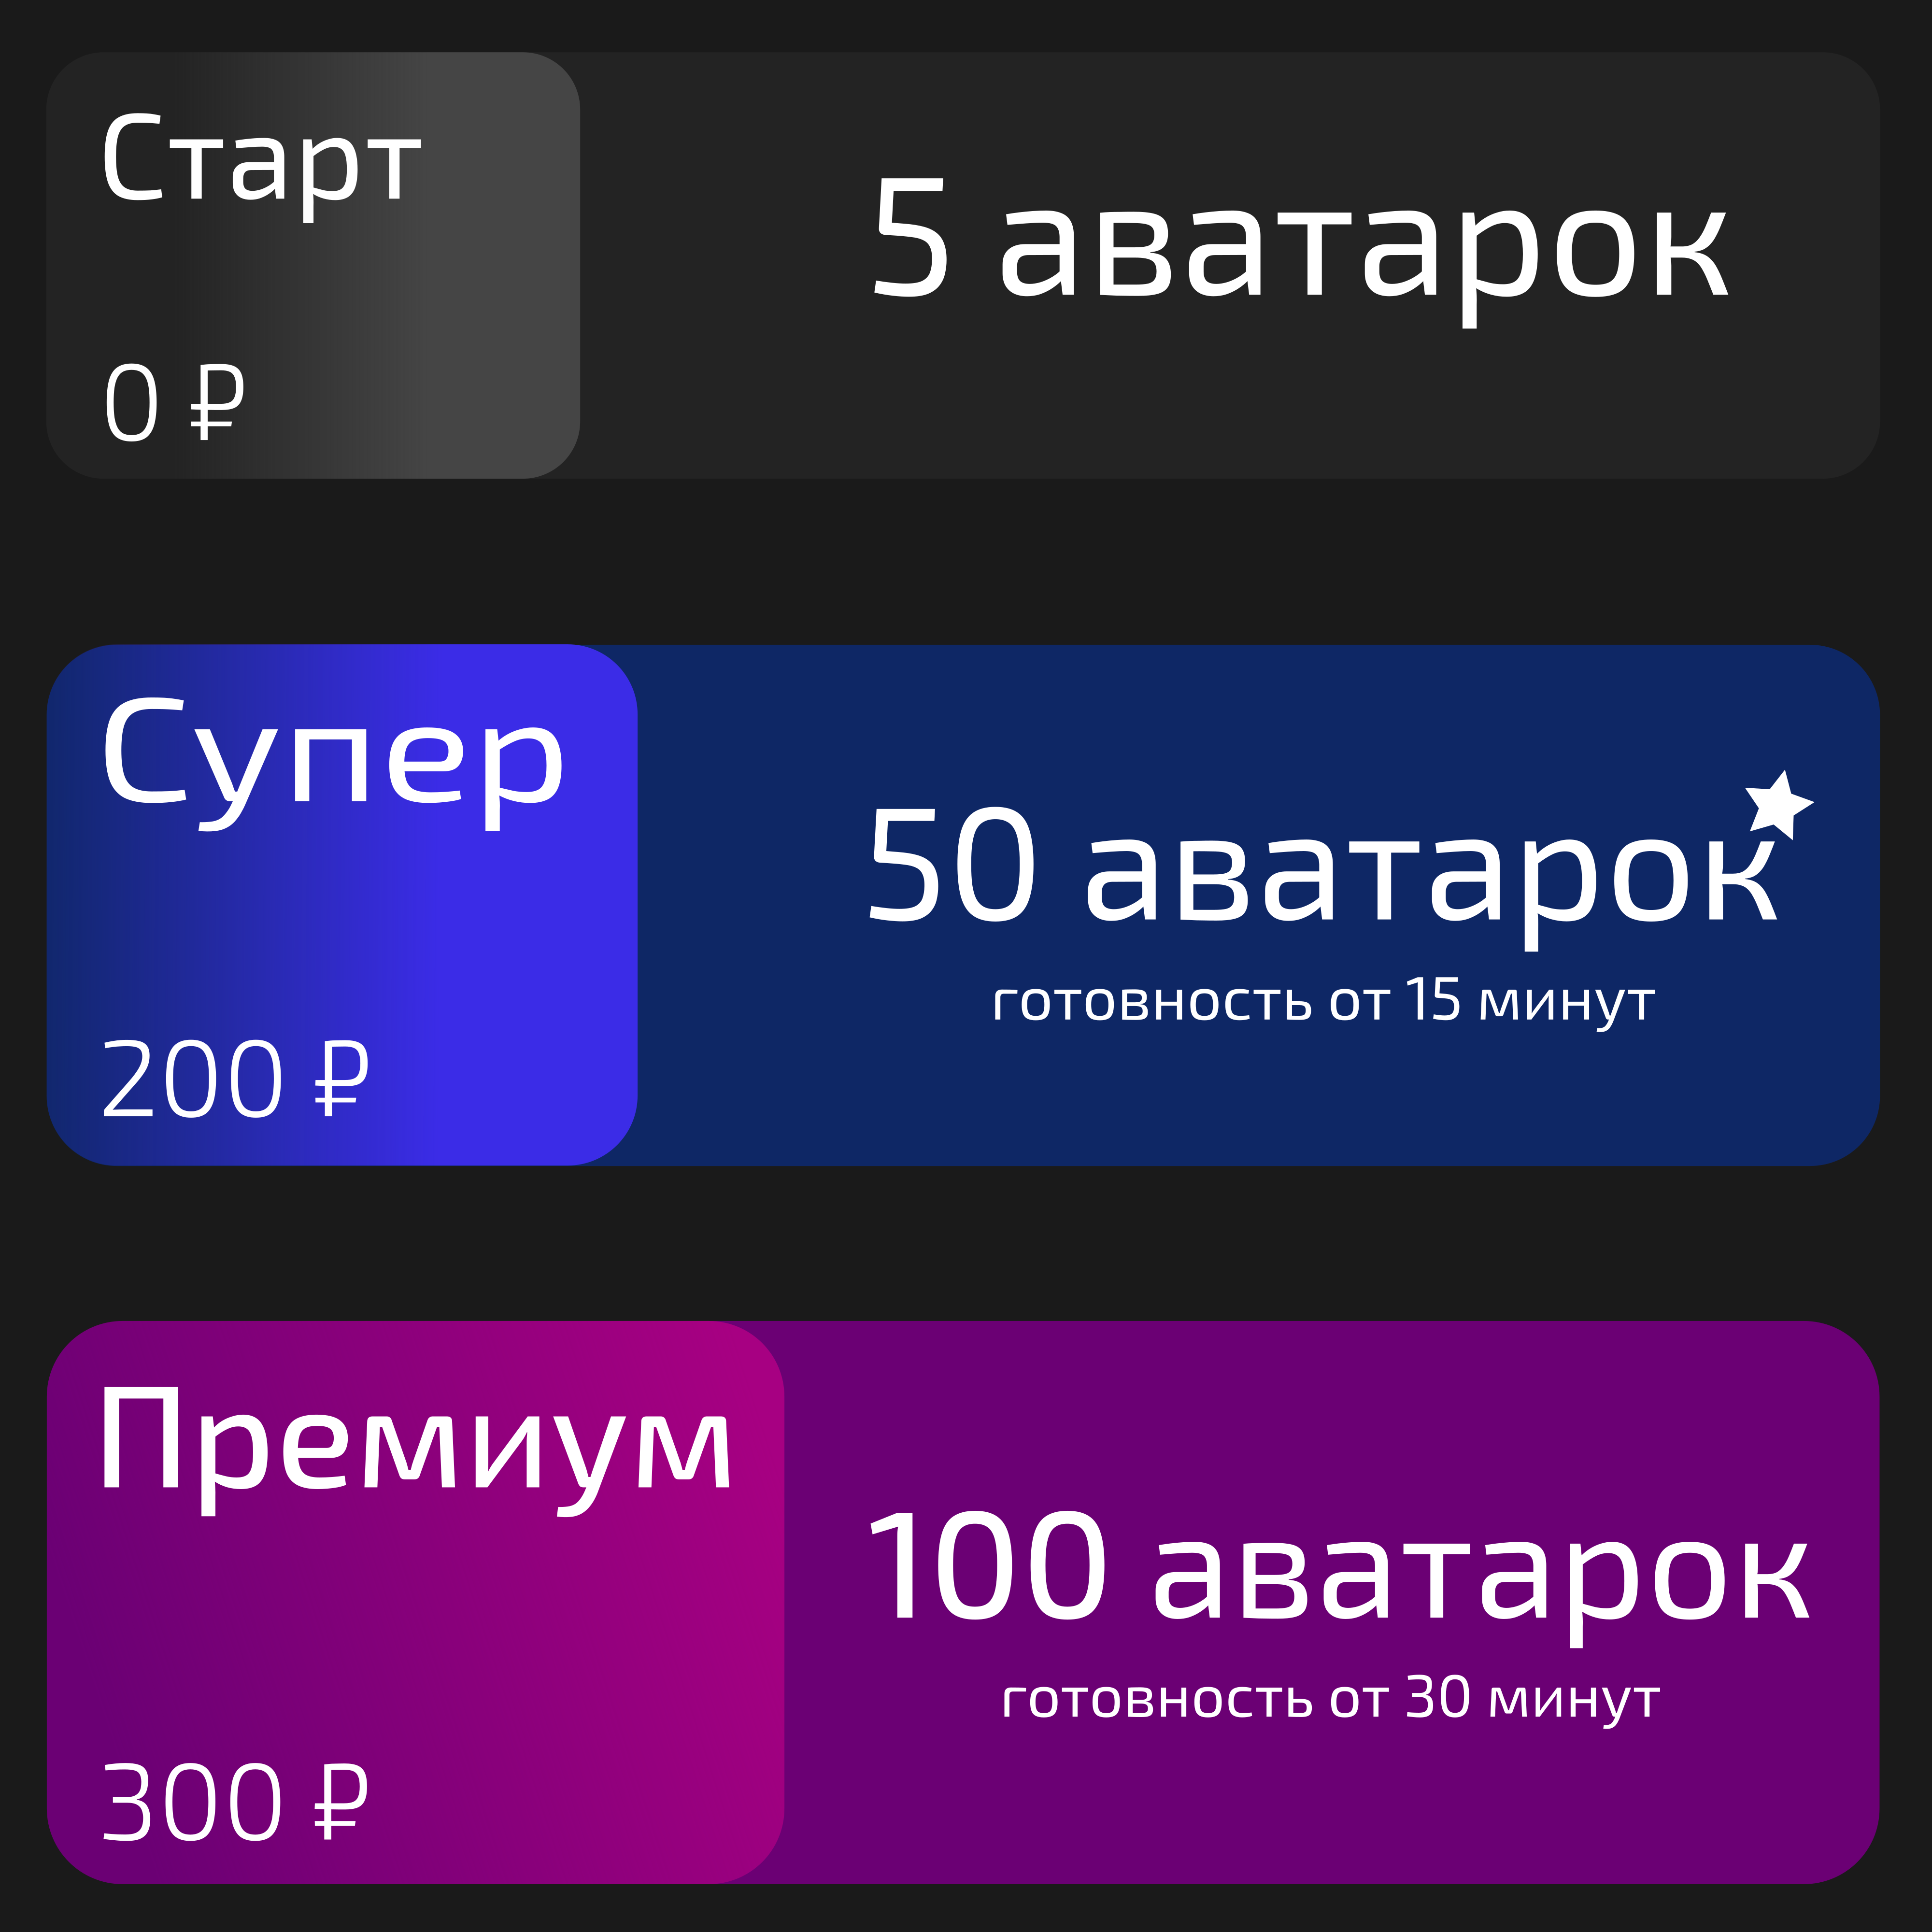 Старт
5 аватарок
0 ₽
Супер
50 аватарок
готовность от 15 минут
200 ₽
Премиум
100 аватарок
готовность от 30 минут
300 ₽